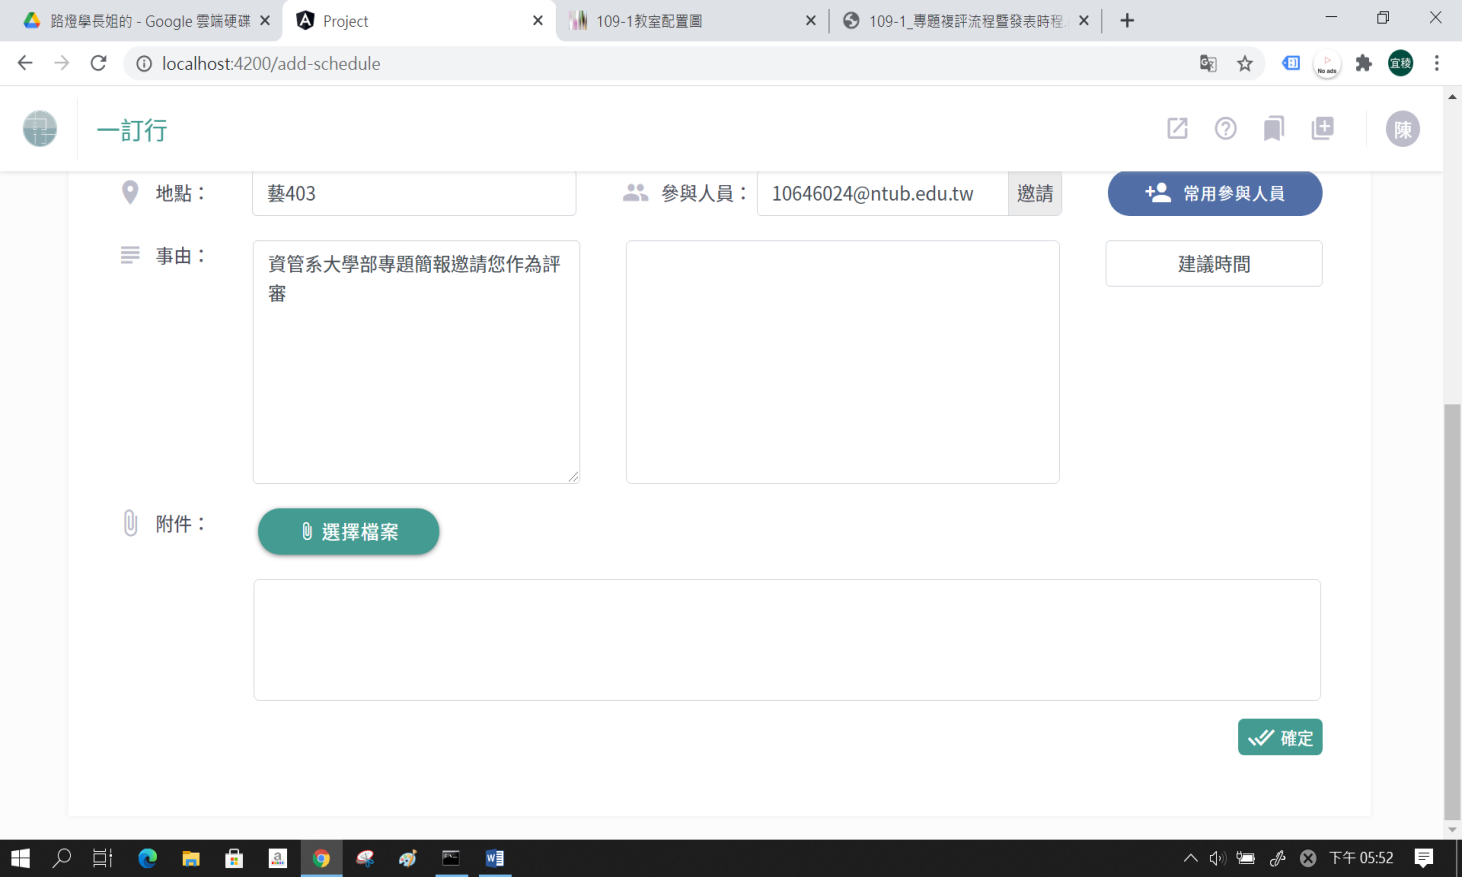 路燈學長姐的 - Google 雲端硬碟
Project
109-1教室配置圖
109-1_專題複評流程暨發表時程
localhost:4200/add-schedule
No ads
宜稜
一訂行
陳
地點：
藝403
參與人員：
10646024@ntub.edu.tw
邀請
常用參與人員
事由：
資管系大學部專題簡報邀請您作為評
審
建議時間
附件：
選擇檔案
確定
下午 05:52